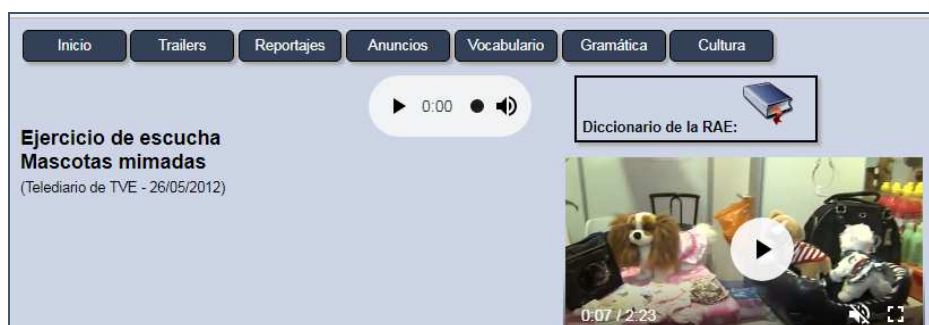 Inicio Trailers Reportajes Anuncios Vocabulario Gramática Cultura
0:00
Diccionario de la RAE:
Ejercicio de escucha
Mascotas mimadas
(Telediario de TVE - 26/05/2012)
0:07 / 2:23